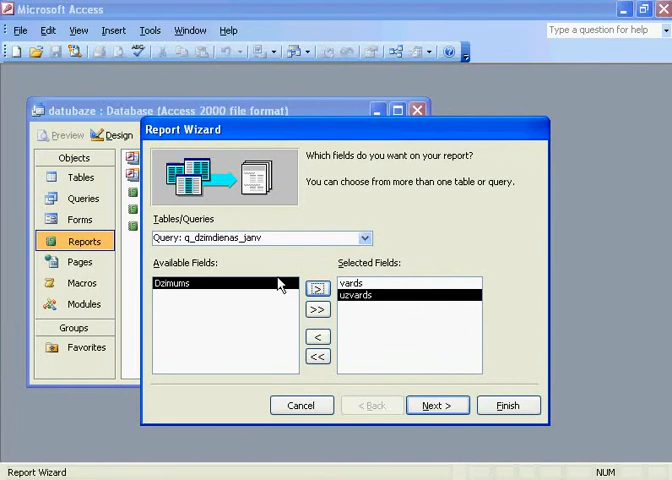 Microsoft Access
File Edit View Insert Tools Window Help
Type a question for help
datubaze : Database (Access 2000 file format)
Preview Design
Objects
Tables
Queries
Forms
Reports
Pages
Macros
Modules
Groups
Favorites
Report Wizard
Which fields do you want on your report?
You can choose from more than one table or query.
Tables/Queries
Query: q_dzimdienas_janv
Available Fields:
Dzimums
>
>>
<
<<
Selected Fields:
vards
uzvards
Cancel
< Back
Next >
Finish
Report Wizard
NUM